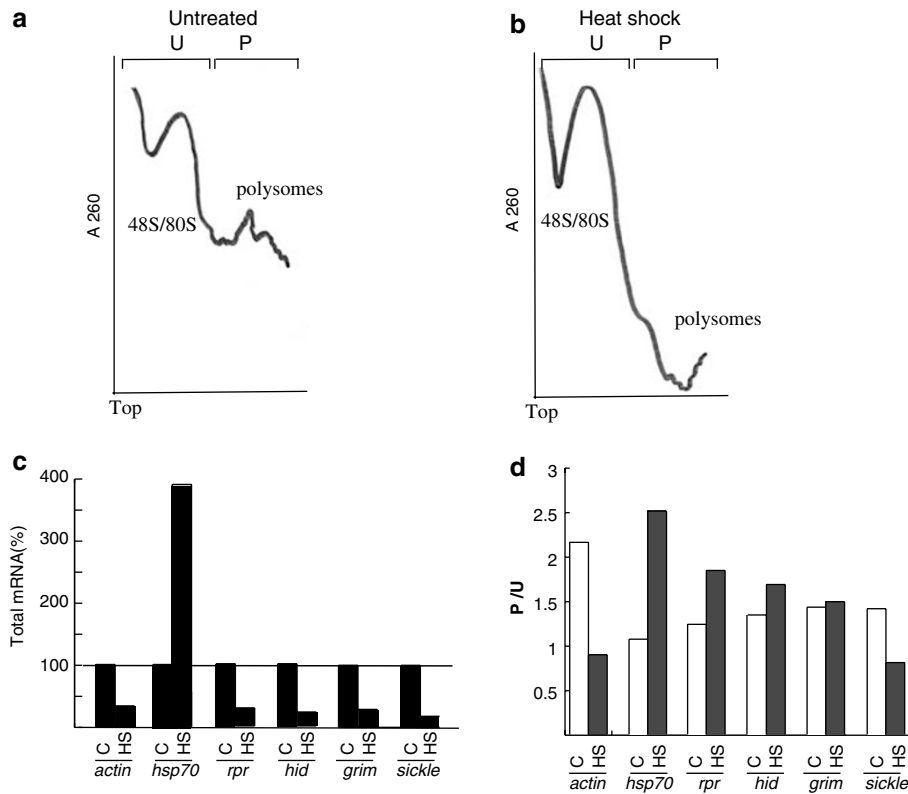 a
Untreated
U P
A 260
48S/80S
polysomes
Top
b
Heat shock
U P
A 260
48S/80S
polysomes
Top
c
Total mRNA(%)
400
300
200
100
C HS C HS C HS C HS C HS C HS
actin hsp70 rpr hid grim sickle
d
P/U
3
2.5
2
1.5
1
0.5
C HS C HS C HS C HS C HS C HS
actin hsp70 rpr hid grim sickle